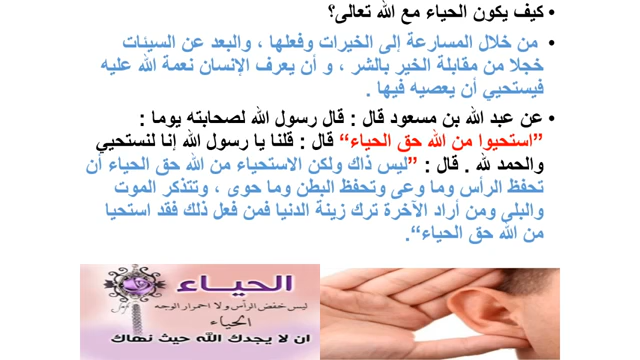 • كيف يكون الحياء مع الله تعالى؟
• من خلال المسارعة إلى الخيرات وفعلها ، والبعد عن السيئات
خجلا من مقابلة الخير بالشر ، و أن يعرف الإنسان نعمة الله عليه
فيستحيي أن يعصيه فيها .
• عن عبد الله بن مسعود قال : قال رسول الله لصحابته يوما :
”استحيوا من الله حق الحياء“ قال : قلنا يا رسول الله إنا لنستحيي
والحمد لله . قال : ”ليس ذاك ولكن الاستحياء من الله حق الحياء أن
تحفظ الرأس وما وعى وتحفظ البطن وما حوى ، وتتذكر الموت
والبلى ومن أراد الآخرة ترك زينة الدنيا فمن فعل ذلك فقد استحيا
من الله حق الحياء“.
الحيـاء
ليس خفض الرأس ولا احمرار الوجه
الحياء
ان لا يجدك الله حيث نهاك